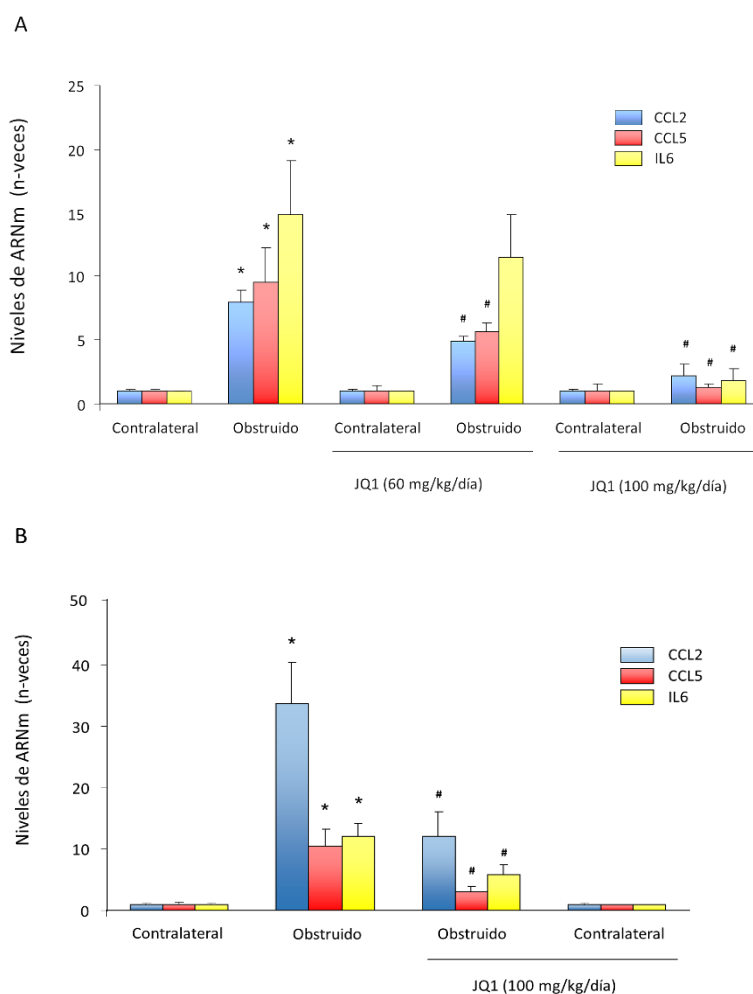 A
Niveles de ARNm (n-veces)
25
20
15
10
5
0
CCL2
CCL5
IL6
*
*
*
#
#
#
#
#
Contralateral Obstruido Contralateral Obstruido Contralateral Obstruido
JQ1 (60 mg/kg/día) JQ1 (100 mg/kg/día)
B
Niveles de ARNm (n-veces)
50
40
30
20
10
0
CCL2
CCL5
IL6
*
*
*
#
#
#
Contralateral Obstruido Obstruido Contralateral
JQ1 (100 mg/kg/día)